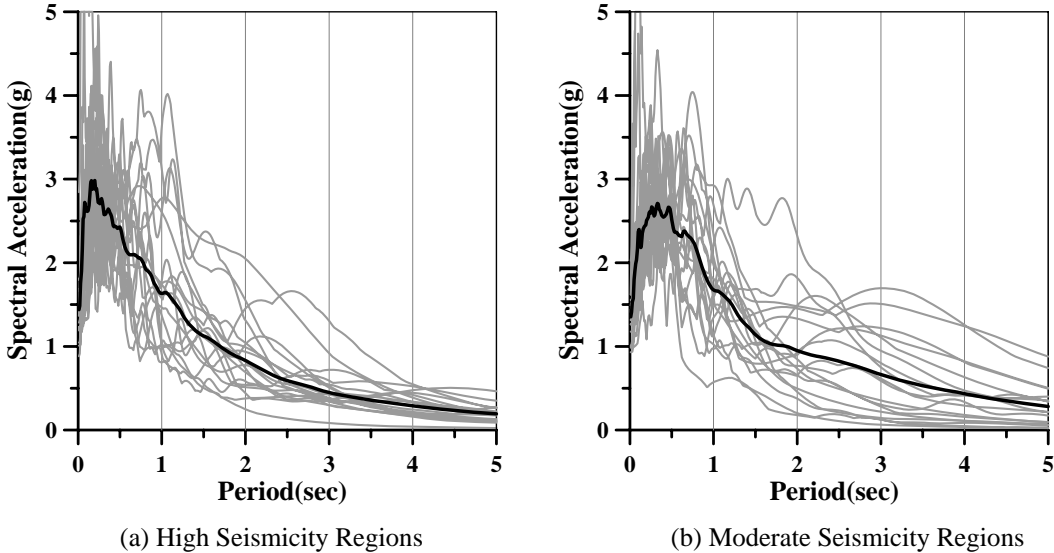 5
4
3
2
1
0
Spectral Acceleration(g)
0 1 2 3 4 5
Period(sec)
(a) High Seismicity Regions
5
4
3
2
1
0
Spectral Acceleration(g)
0 1 2 3 4 5
Period(sec)
(b) Moderate Seismicity Regions